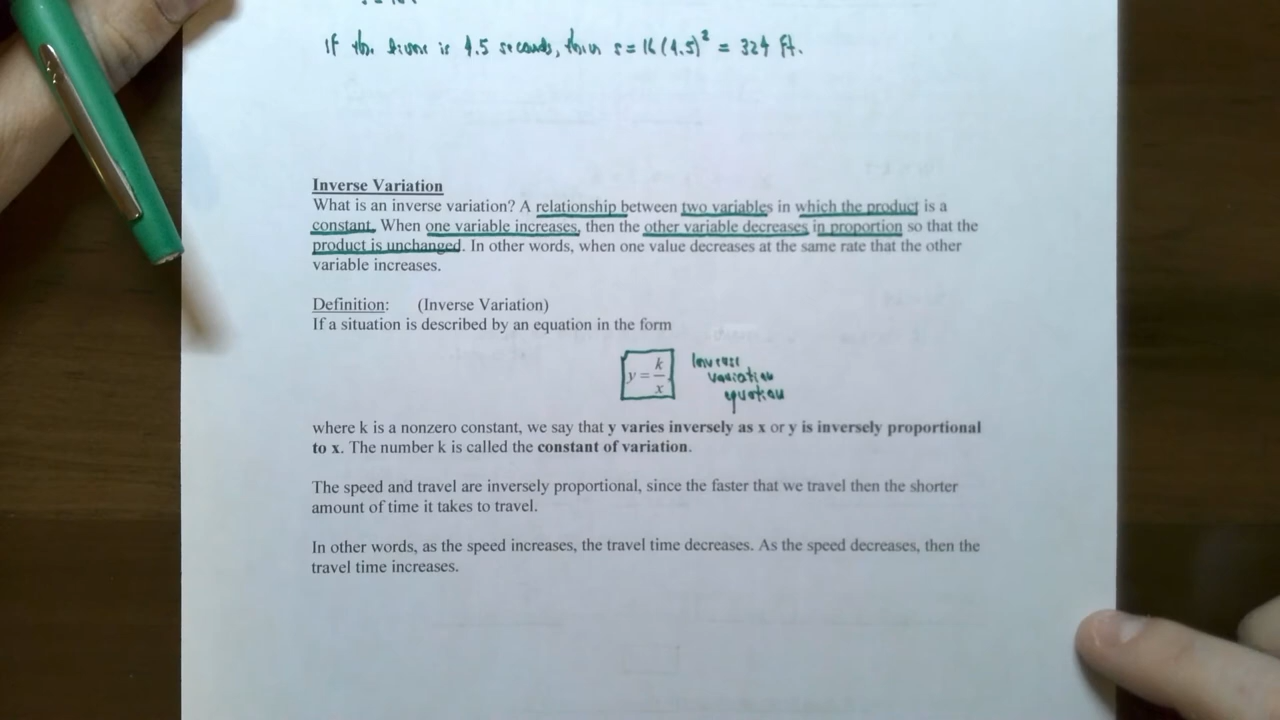 If the time is 4.5 seconds, then s = 16(4.5)² = 324 ft.
Inverse Variation
What is an inverse variation? A relationship between two variables in which the product is a
constant. When one variable increases, then the other variable decreases in proportion so that the
product is unchanged. In other words, when one value decreases at the same rate that the other
variable increases.
Definition: (Inverse Variation)
If a situation is described by an equation in the form
y = k/x
Inverse
variation
equation
where k is a nonzero constant, we say that y varies inversely as x or y is inversely proportional
to x. The number k is called the constant of variation.
The speed and travel are inversely proportional, since the faster that we travel then the shorter
amount of time it takes to travel.
In other words, as the speed increases, the travel time decreases. As the speed decreases, then the
travel time increases.